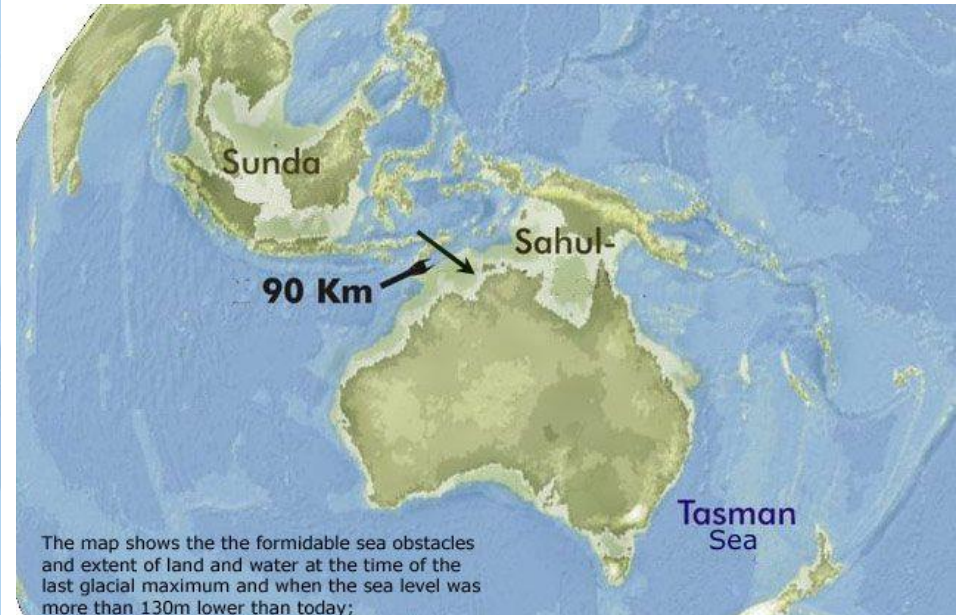 Sunda
Sahul-
90 Km
Tasman
Sea
The map shows the the formidable sea obstacles
and extent of land and water at the time of the
last glacial maximum and when the sea level was
more than 130m lower than today;